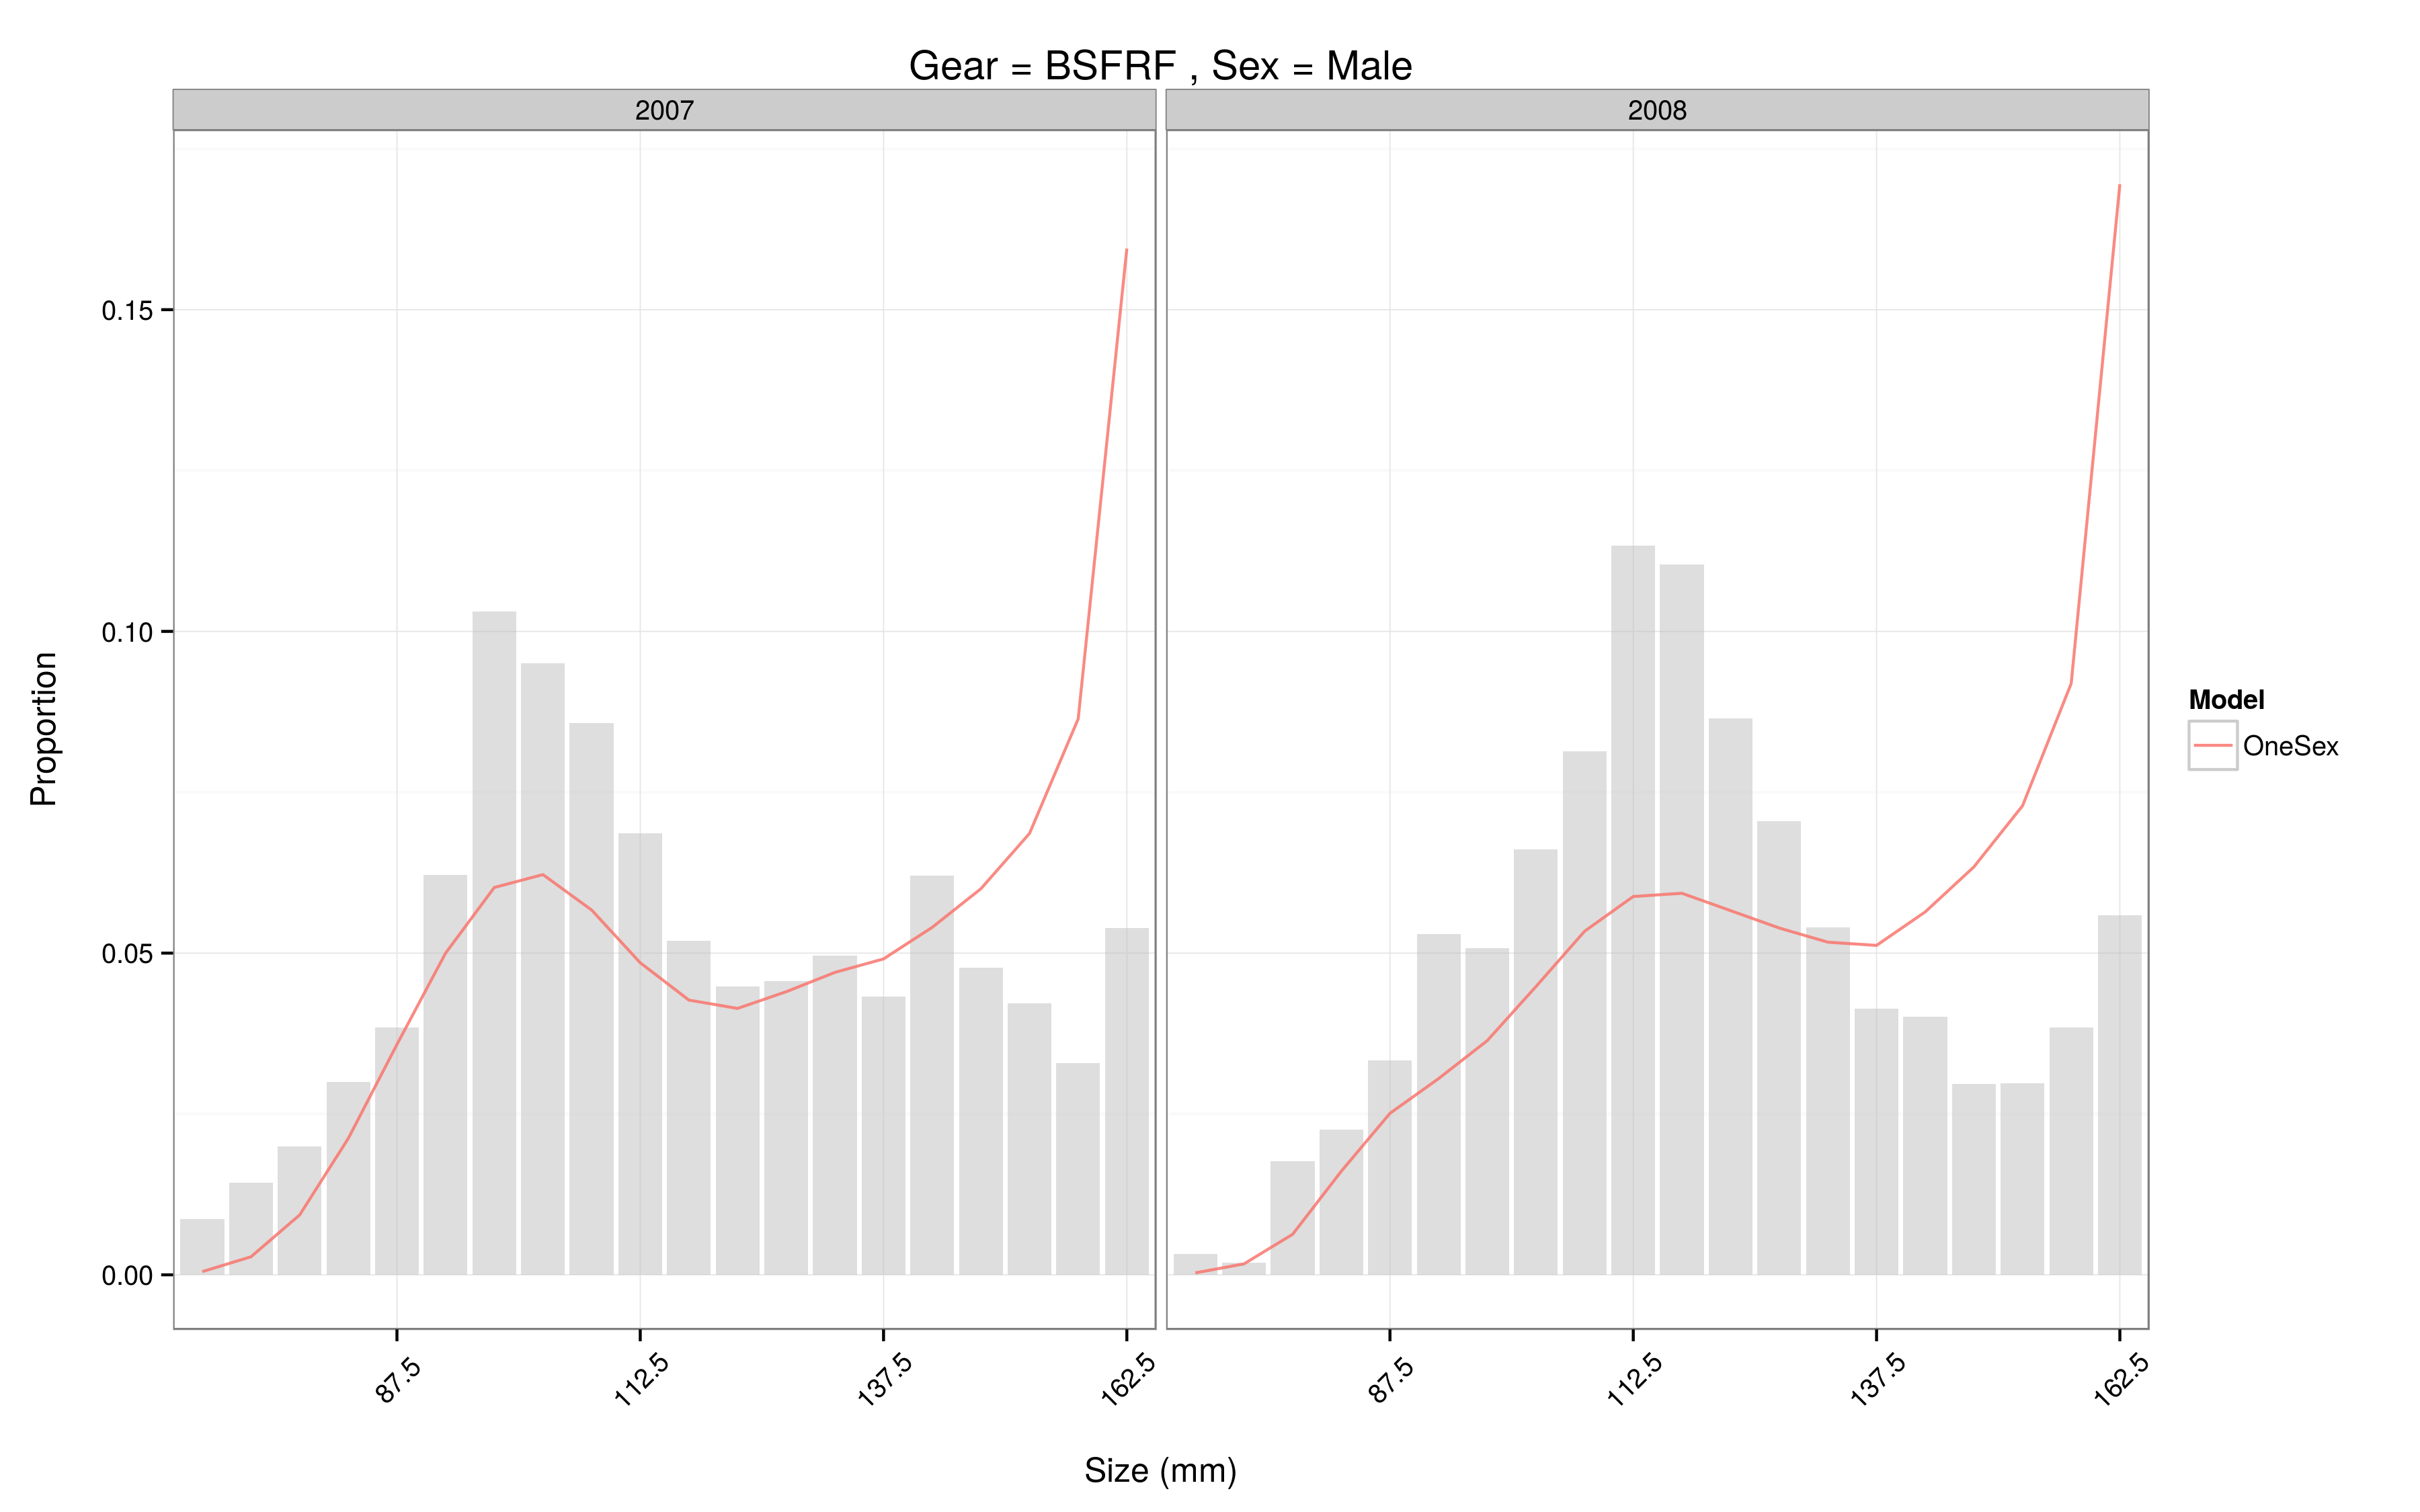 Gear = BSFRF , Sex = Male
2007
2008
Proportion
0.15
0.10
0.05
0.00
87.5
112.5
137.5
162.5
87.5
112.5
137.5
162.5
Size (mm)
Model
OneSex